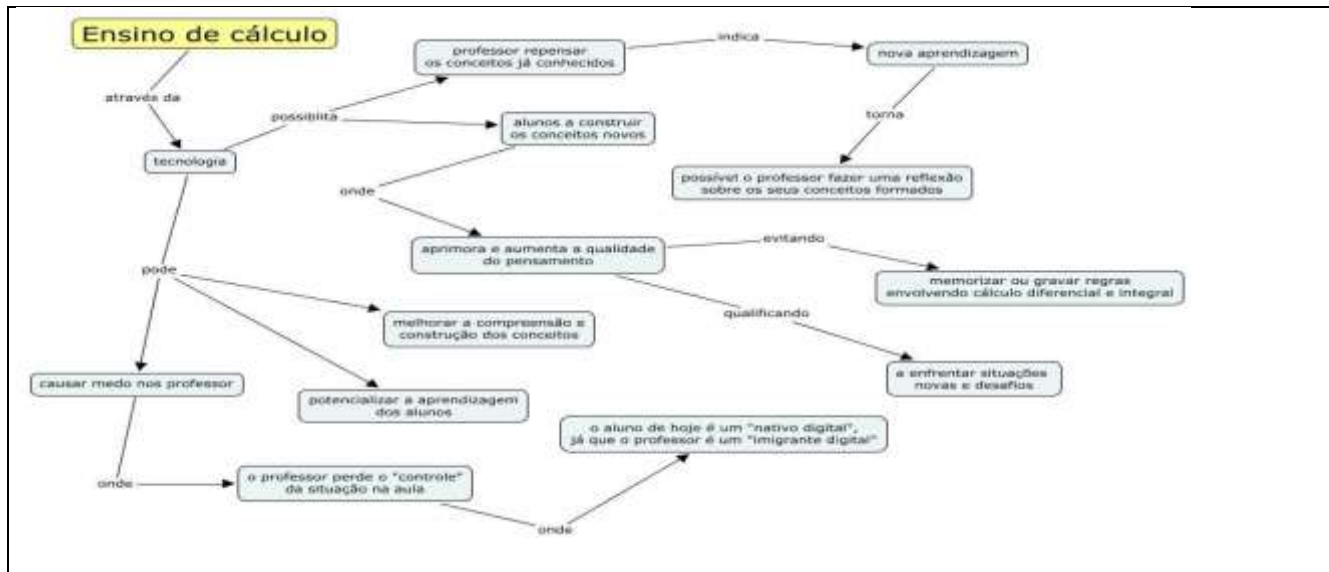 Ensino de cálculo
através da
tecnologia
possibilita
professor repensar
os conceitos já conhecidos
indica
nova aprendizagem
torna
possível o professor fazer uma reflexão
sobre os seus conceitos formados
alunos a construir
os conceitos novos
onde
aprimora e aumenta a qualidade
do pensamento
evitando
memorizar ou gravar regras
envolvendo cálculo diferencial e integral
qualificando
a enfrentar situações
novas e desafios
pode
melhorar a compreensão e
construção dos conceitos
potencializar a aprendizagem
dos alunos
causar medo nos professor
onde
o professor perde o "controle"
da situação na aula
onde
o aluno de hoje é um "nativo digital",
já que o professor é um "imigrante digital"